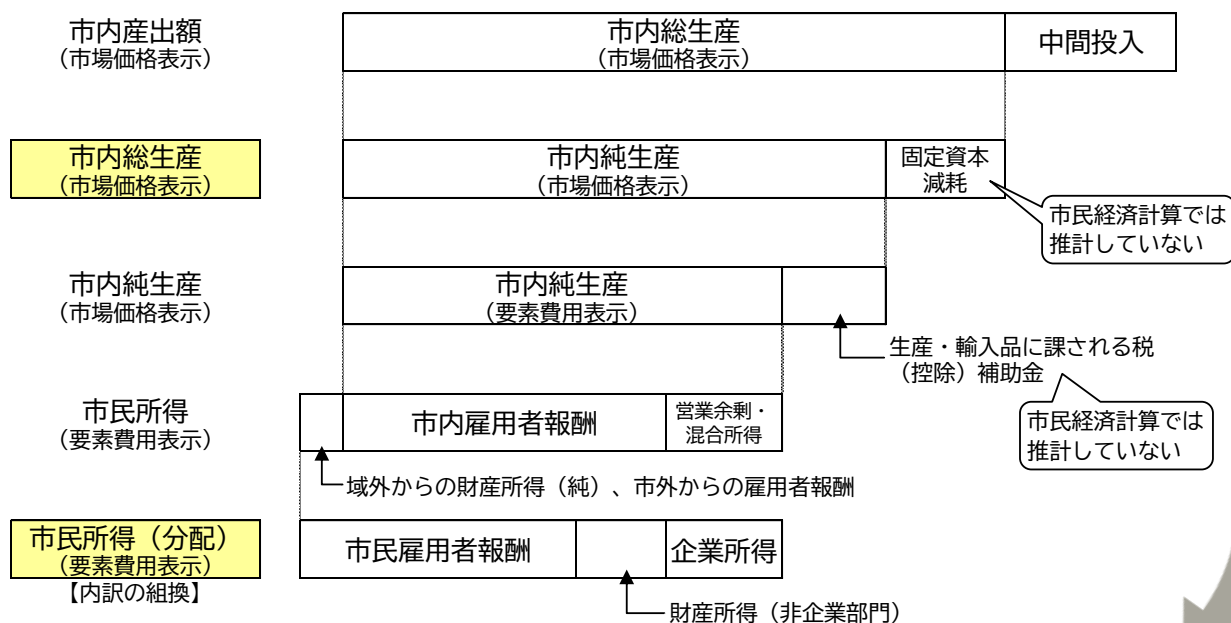 市内産出額
（市場価格表示）
市内総生産
（市場価格表示）
中間投入
市内総生産
（市場価格表示）
市内純生産
（市場価格表示）
固定資本
減耗
市民経済計算では
推計していない
市内純生産
（市場価格表示）
市内純生産
（要素費用表示）
生産・輸入品に課される税
（控除）補助金
市民経済計算では
推計していない
市民所得
（要素費用表示）
市内雇用者報酬
営業余剰・
混合所得
域外からの財産所得（純）、市外からの雇用者報酬
市民所得（分配）
（要素費用表示）
【内訳の組換】
市民雇用者報酬
企業所得
財産所得（非企業部門）